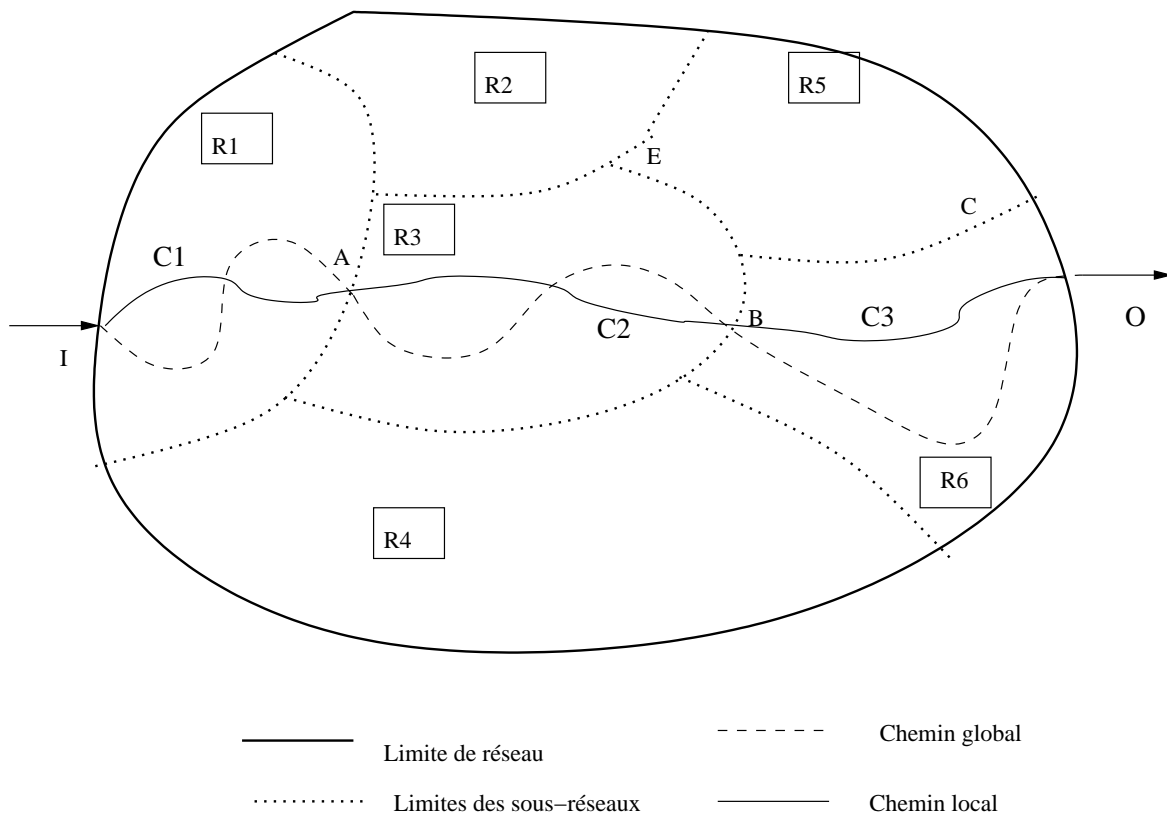 R2
R5
R1
E
C
R3
C1
A
I
C2
B
C3
O
R6
R4
Limite de réseau
Chemin global
Limites des sous−réseaux
Chemin local